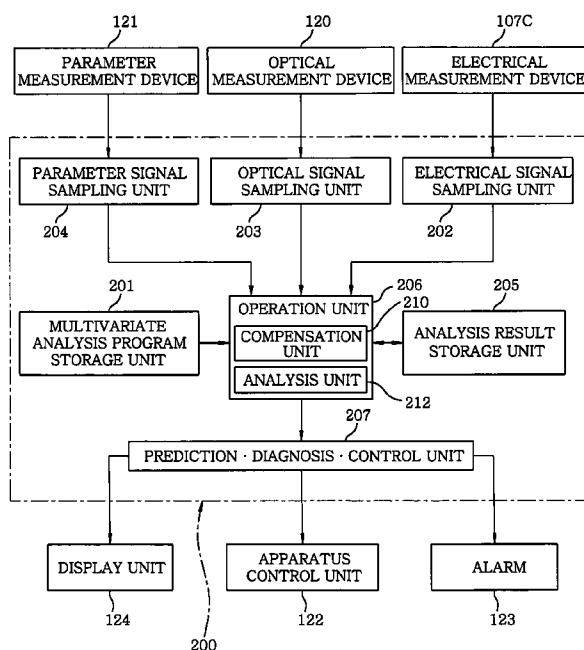 121
120
107C
PARAMETER
MEASUREMENT DEVICE
OPTICAL
MEASUREMENT DEVICE
ELECTRICAL
MEASUREMENT DEVICE
PARAMETER SIGNAL
SAMPLING UNIT
OPTICAL SIGNAL
SAMPLING UNIT
ELECTRICAL SIGNAL
SAMPLING UNIT
204
203
202
201
206
205
OPERATION UNIT
210
MULTIVARIATE
ANALYSIS PROGRAM
STORAGE UNIT
COMPENSATION
UNIT
ANALYSIS UNIT
ANALYSIS RESULT
STORAGE UNIT
212
207
PREDICTION · DIAGNOSIS · CONTROL UNIT
DISPLAY UNIT
APPARATUS
CONTROL UNIT
ALARM
124
200
122
123